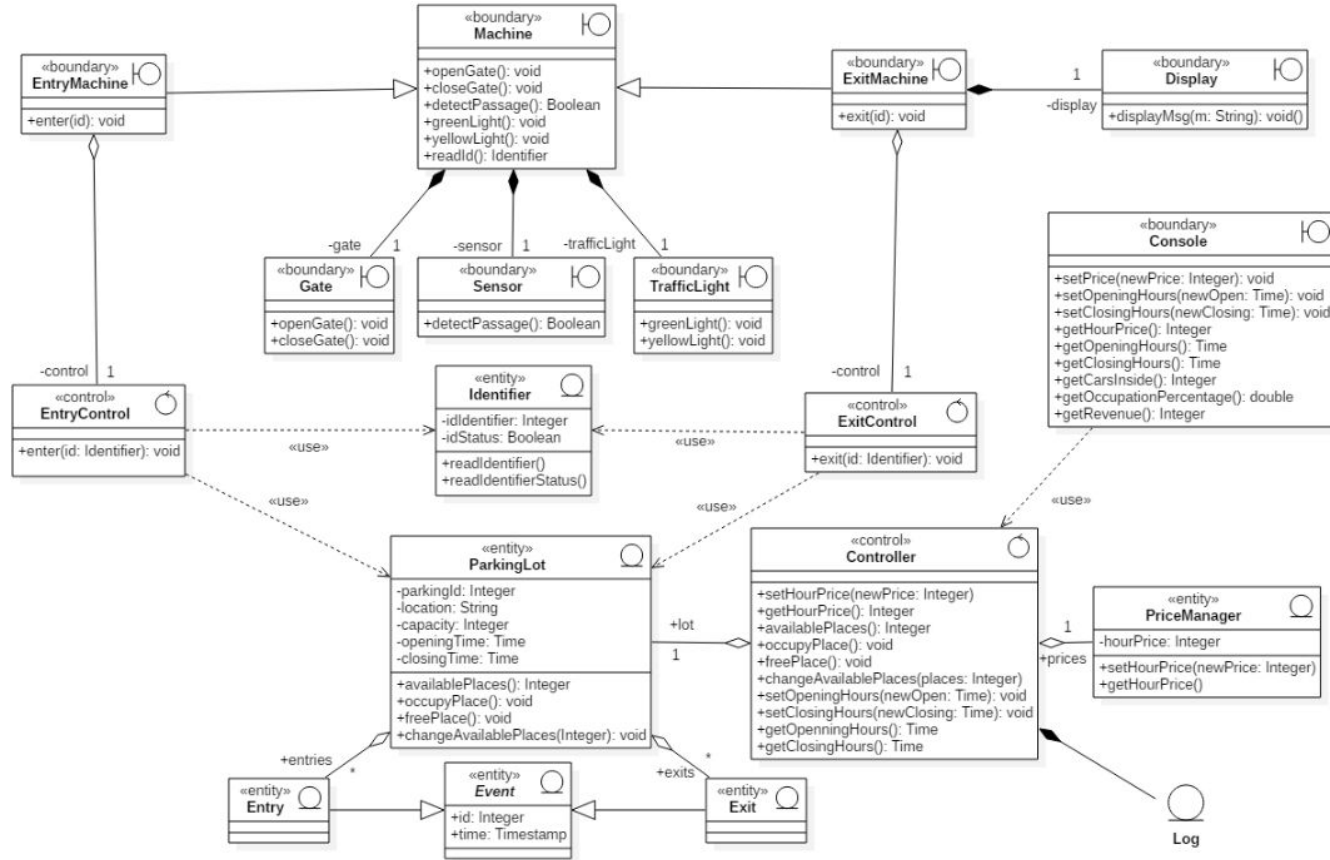 «boundary»
Machine
+openGate(): void
+closeGate(): void
+detectPassage(): Boolean
+greenLight(): void
+yellowLight(): void
+readId(): Identifier
«boundary»
EntryMachine
+enter(id): void
«boundary»
ExitMachine
+exit(id): void
1
-display
«boundary»
Display
+displayMsg(m: String): void()
-gate
1
-sensor
1
-trafficLight
1
«boundary»
Gate
+openGate(): void
+closeGate(): void
«boundary»
Sensor
+detectPassage(): Boolean
«boundary»
TrafficLight
+greenLight(): void
+yellowLight(): void
«boundary»
Console
+setPrice(newPrice: Integer): void
+setOpeningHours(newOpen: Time): void
+setClosingHours(newClosing: Time): void
+getHourPrice(): Integer
+getOpeningHours(): Time
+getClosingHours(): Time
+getCarsInside(): Integer
+getOccupationPercentage(): double
+getRevenue(): Integer
-control
1
«control»
EntryControl
+enter(id: Identifier): void
«use»
«entity»
Identifier
-idIdentifier: Integer
-idStatus: Boolean
+readIdentifier()
+readIdentifierStatus()
«use»
-control
1
«control»
ExitControl
+exit(id: Identifier): void
«use»
«use»
«use»
«entity»
ParkingLot
-parkingId: Integer
-location: String
-capacity: Integer
-openingTime: Time
-closingTime: Time
+availablePlaces(): Integer
+occupyPlace(): void
+freePlace(): void
+changeAvailablePlaces(Integer): void
+lot
1
«control»
Controller
+setHourPrice(newPrice: Integer)
+getHourPrice(): Integer
+availablePlaces(): Integer
+occupyPlace(): void
+freePlace(): void
+changeAvailablePlaces(places: Integer)
+setOpeningHours(newOpen: Time): void
+setClosingHours(newClosing: Time): void
+getOpenningHours(): Time
+getClosingHours(): Time
1
+prices
«entity»
PriceManager
-hourPrice: Integer
+setHourPrice(newPrice: Integer)
+getHourPrice()
+entries
*
+exits
*
«entity»
Entry
«entity»
Event
+id: Integer
+time: Timestamp
«entity»
Exit
Log